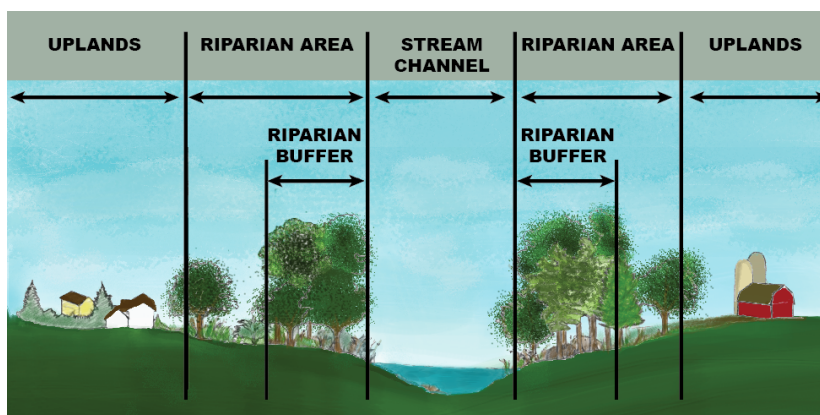 UPLANDS
RIPARIAN AREA
STREAM
CHANNEL
RIPARIAN AREA
UPLANDS
RIPARIAN
BUFFER
RIPARIAN
BUFFER